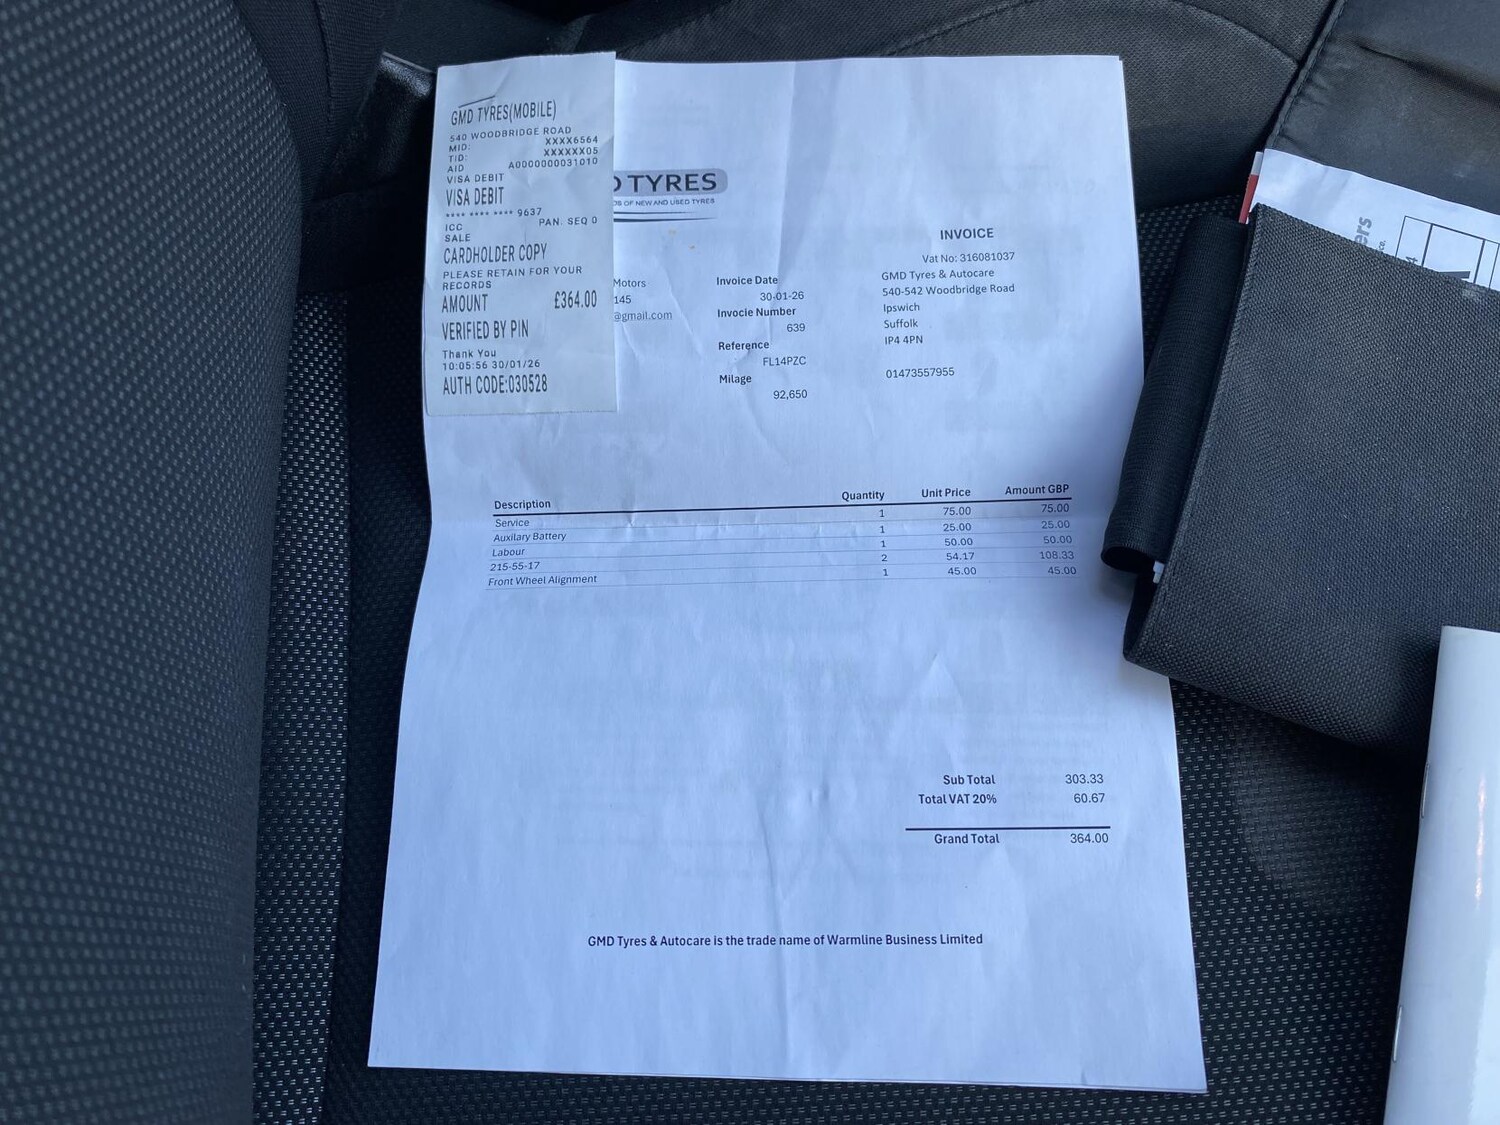 GMD TYRES(MOBILE)
540 WOODBRIDGE ROAD
MID: XXXX6564
TID: XXXXXX05
AID A0000000031010
VISA DEBIT
VISA DEBIT
**** **** **** 9637
ICC PAN. SEQ 0
SALE
CARDHOLDER COPY
PLEASE RETAIN FOR YOUR
RECORDS
AMOUNT £364.00
VERIFIED BY PIN
Thank You
10:05:56 30/01/26
AUTH CODE:030528
TYRES
OF NEW AND USED TYRES
Motors
145
@gmail.com
Invoice Date
30-01-26
Invocie Number
639
Reference
FL14PZC
Milage
92,650
INVOICE
Vat No: 316081037
GMD Tyres & Autocare
540-542 Woodbridge Road
Ipswich
Suffolk
IP4 4PN
01473557955
Description Quantity Unit Price Amount GBP
Service 1 75.00 75.00
Auxilary Battery 1 25.00 25.00
Labour 1 50.00 50.00
215-55-17 2 54.17 108.33
Front Wheel Alignment 1 45.00 45.00
Sub Total 303.33
Total VAT 20% 60.67
Grand Total 364.00
GMD Tyres & Autocare is the trade name of Warmline Business Limited